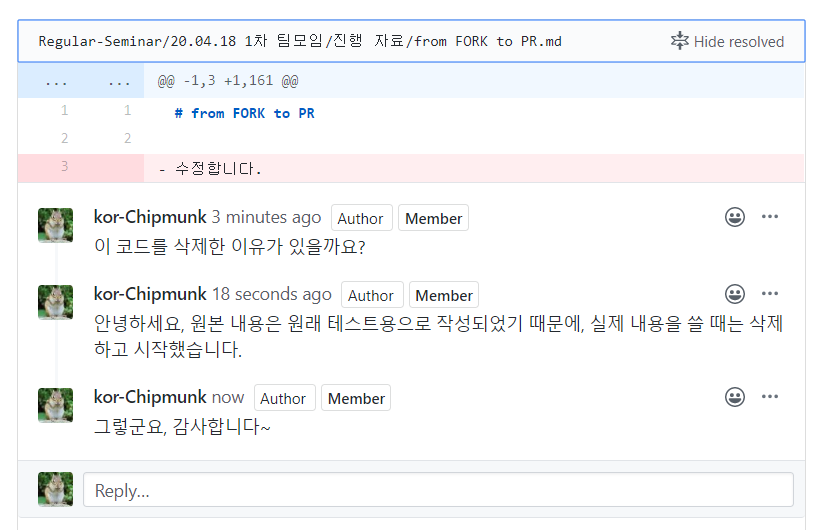 Regular-Seminar/20.04.18 1차 팀모임/진행 자료/from FORK to PR.md Hide resolved
... ... @@ -1,3 +1,161 @@
1 1 # from FORK to PR
2 2
3 - 수정합니다.
kor-Chipmunk 3 minutes ago Author Member
이 코드를 삭제한 이유가 있을까요?
kor-Chipmunk 18 seconds ago Author Member
안녕하세요, 원본 내용은 원래 테스트용으로 작성되었기 때문에, 실제 내용을 쓸 때는 삭제
하고 시작했습니다.
kor-Chipmunk now Author Member
그렇군요, 감사합니다~
Reply...